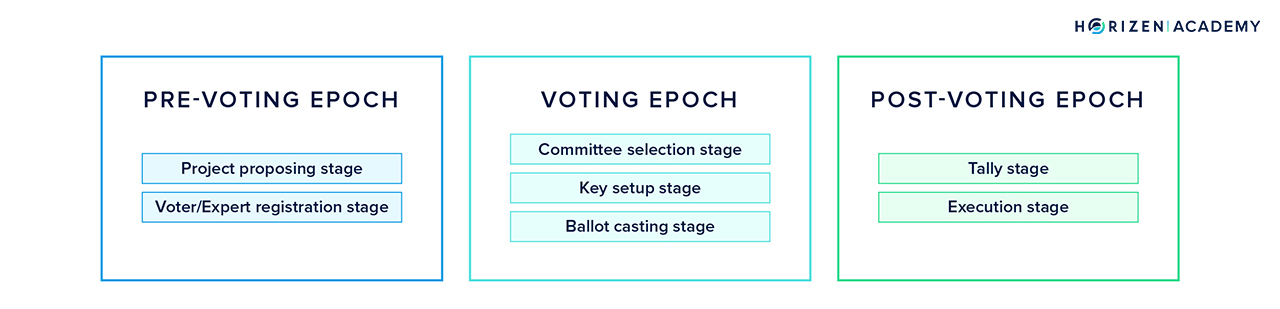 HORIZEN|ACADEMY
PRE-VOTING EPOCH
Project proposing stage
Voter/Expert registration stage
VOTING EPOCH
Committee selection stage
Key setup stage
Ballot casting stage
POST-VOTING EPOCH
Tally stage
Execution stage